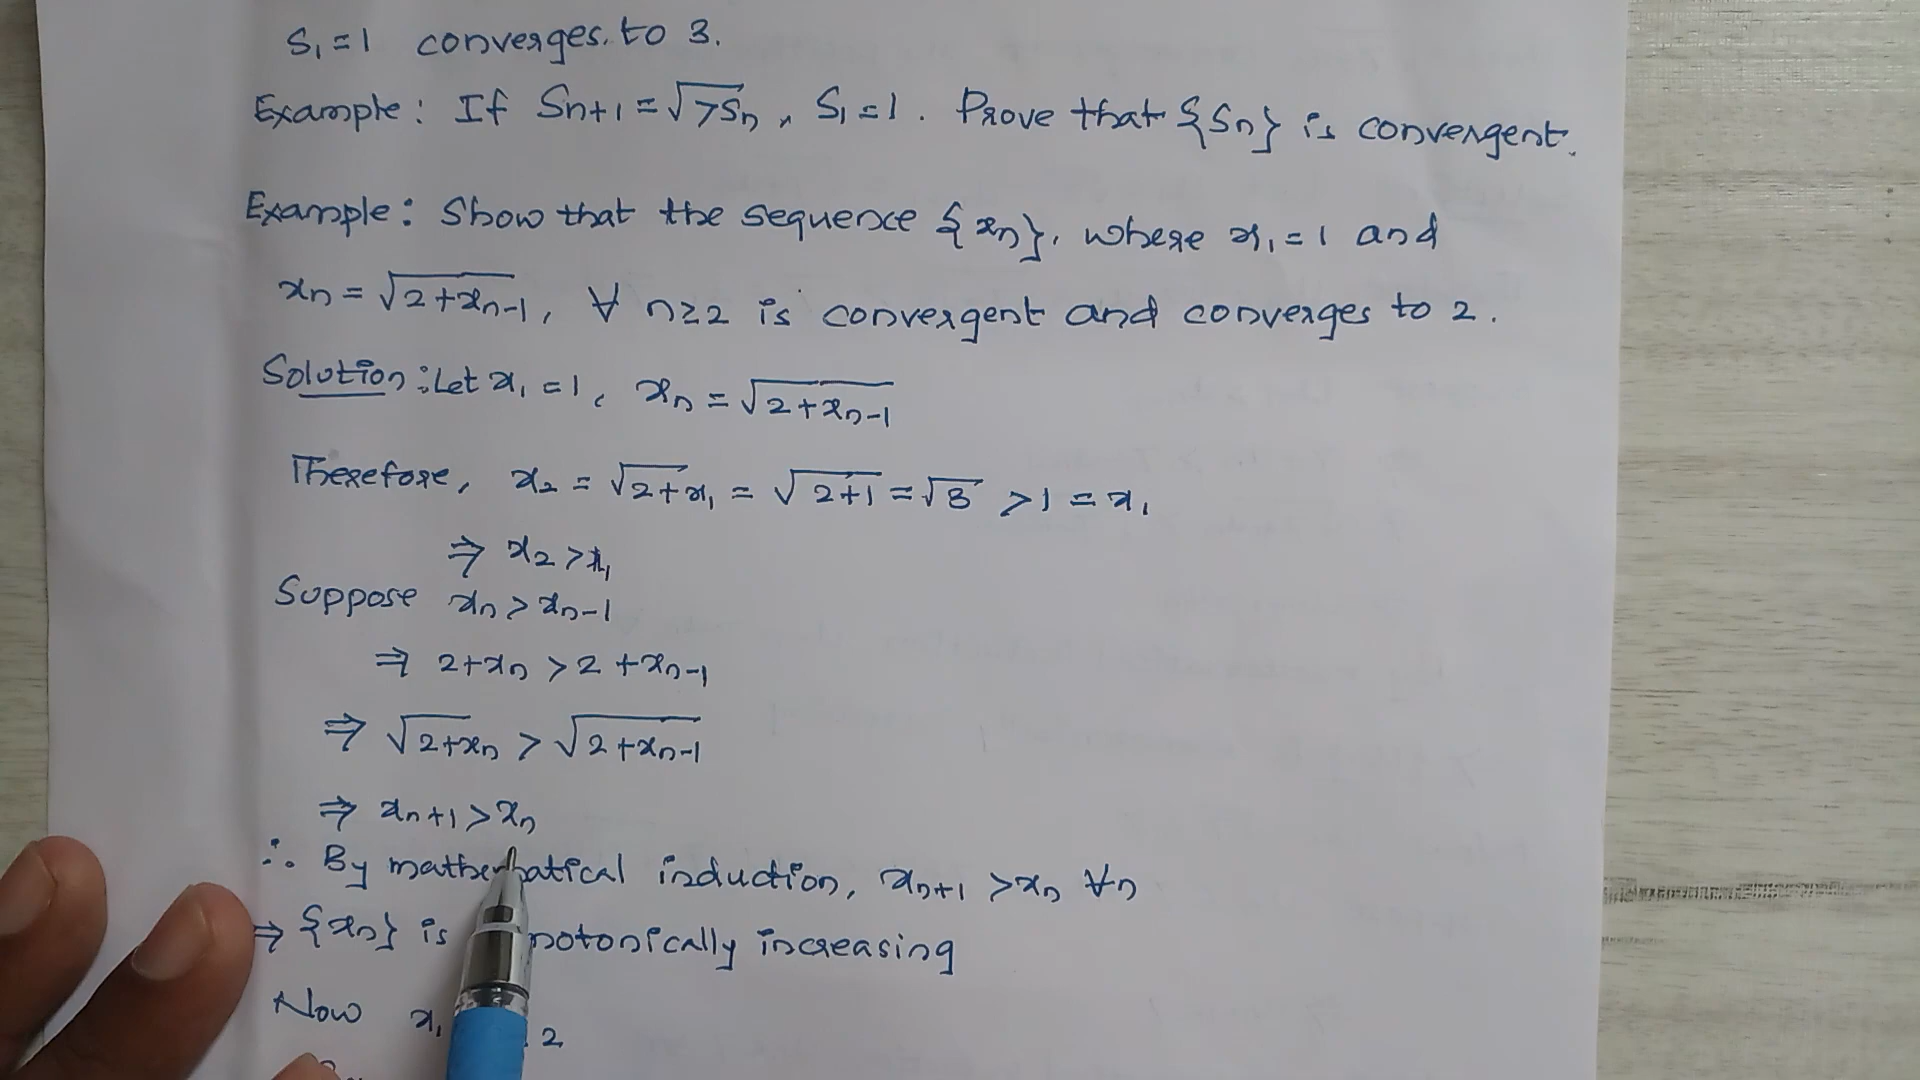 S₁=1 converges to 3.
Example: If Sn+1 = √7Sn, S₁=1. Prove that {Sn} is convergent.
Example: Show that the sequence {xn}, where x₁=1 and
xn = √2+xn-1, ∀ n≥2 is convergent and converges to 2.
Solution: Let x₁=1, xn = √2+xn-1
Therefore, x₂ = √2+x₁ = √2+1 = √3 >1 = x₁
⇒ x₂ > x₁
Suppose xn > xn-1
⇒ 2+xn > 2+xn-1
⇒ √2+xn > √2+xn-1
⇒ xn+1 > xn
∴ By mathematical induction, xn+1 > xn ∀n
⇒ {xn} is notonically increasing
Now x₁ 2